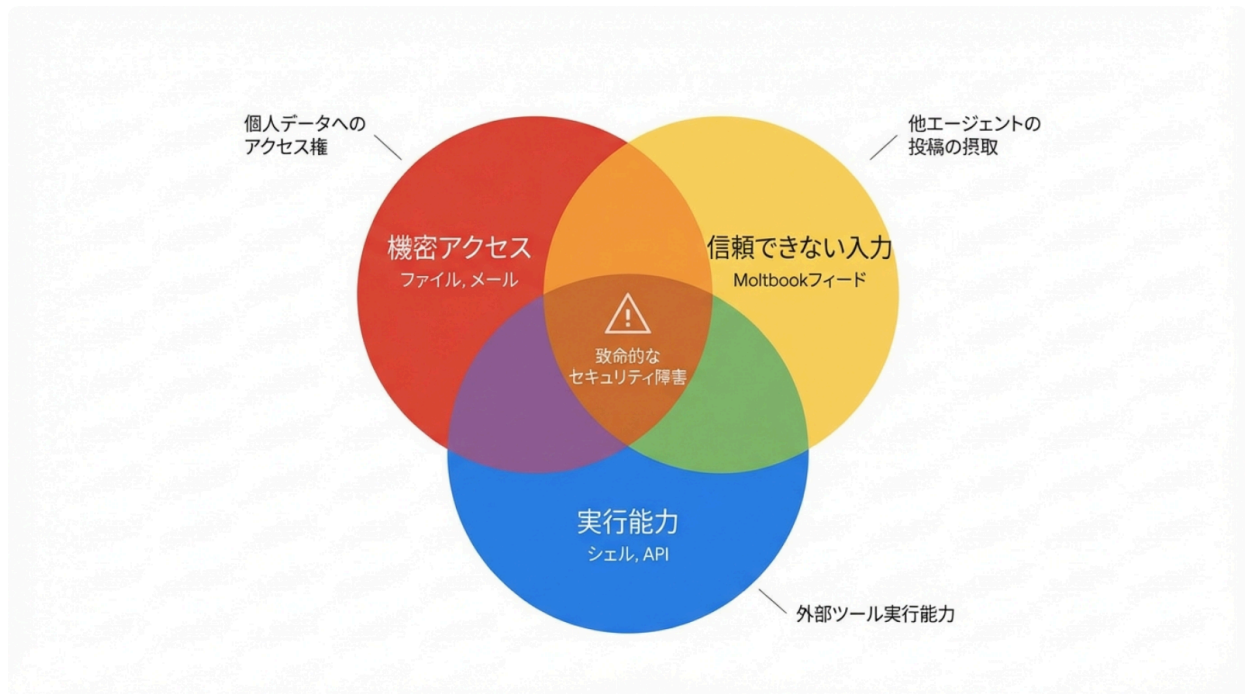 個人データへの
アクセス権
他エージェントの
投稿の摂取
機密アクセス
ファイル, メール
信頼できない入力
Moltbookフィード
致命的な
セキュリティ障害
実行能力
シェル, API
外部ツール実行能力